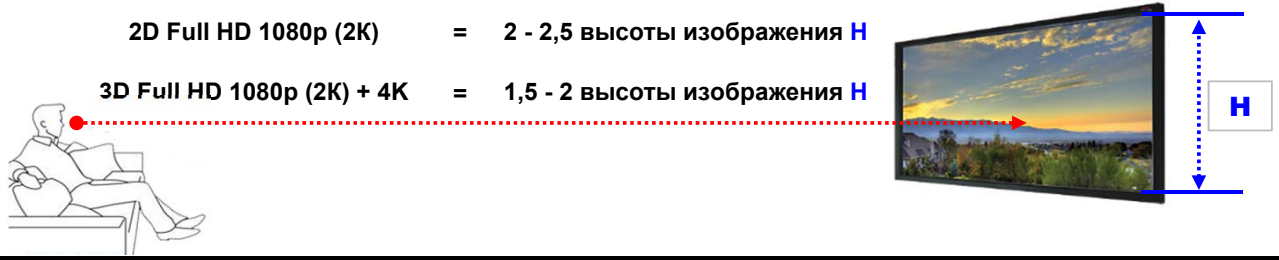 2D Full HD 1080p (2К) = 2 - 2,5 высоты изображения H
3D Full HD 1080p (2К) + 4К = 1,5 - 2 высоты изображения H
H